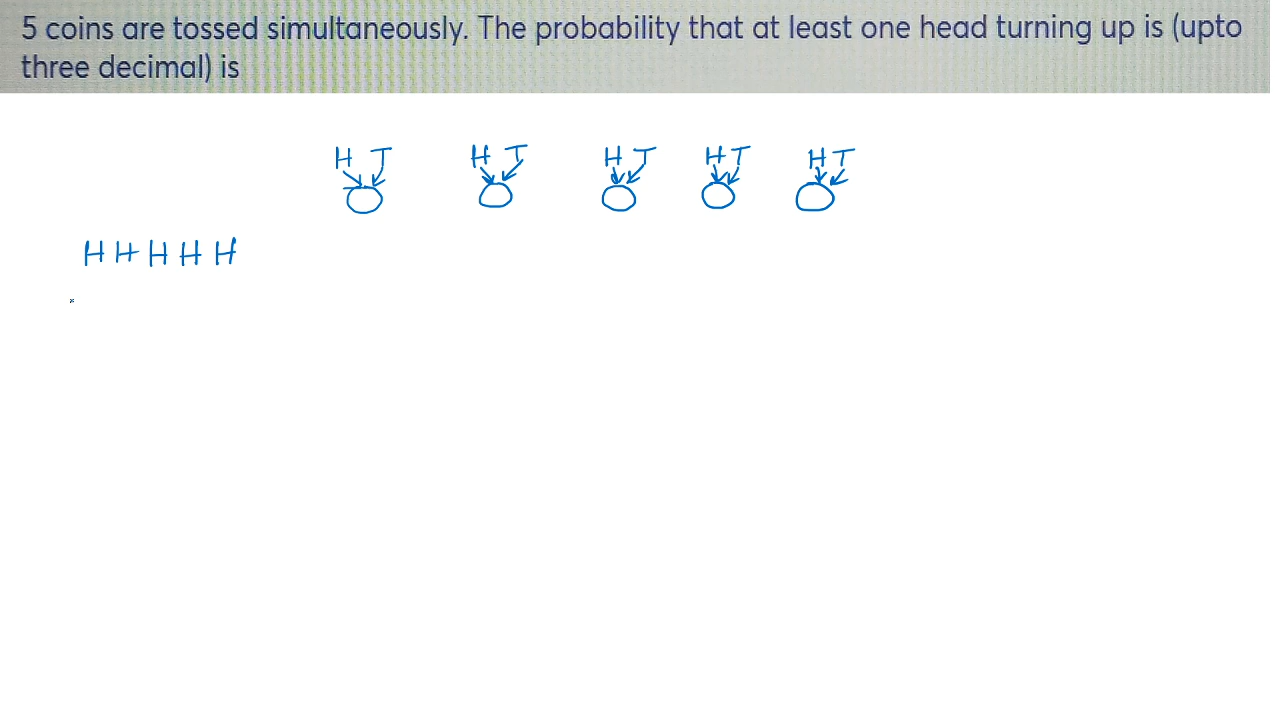 5 coins are tossed simultaneously. The probability that at least one head turning up is (upto
three decimal) is
H T H T H T H T H T
H H H H H